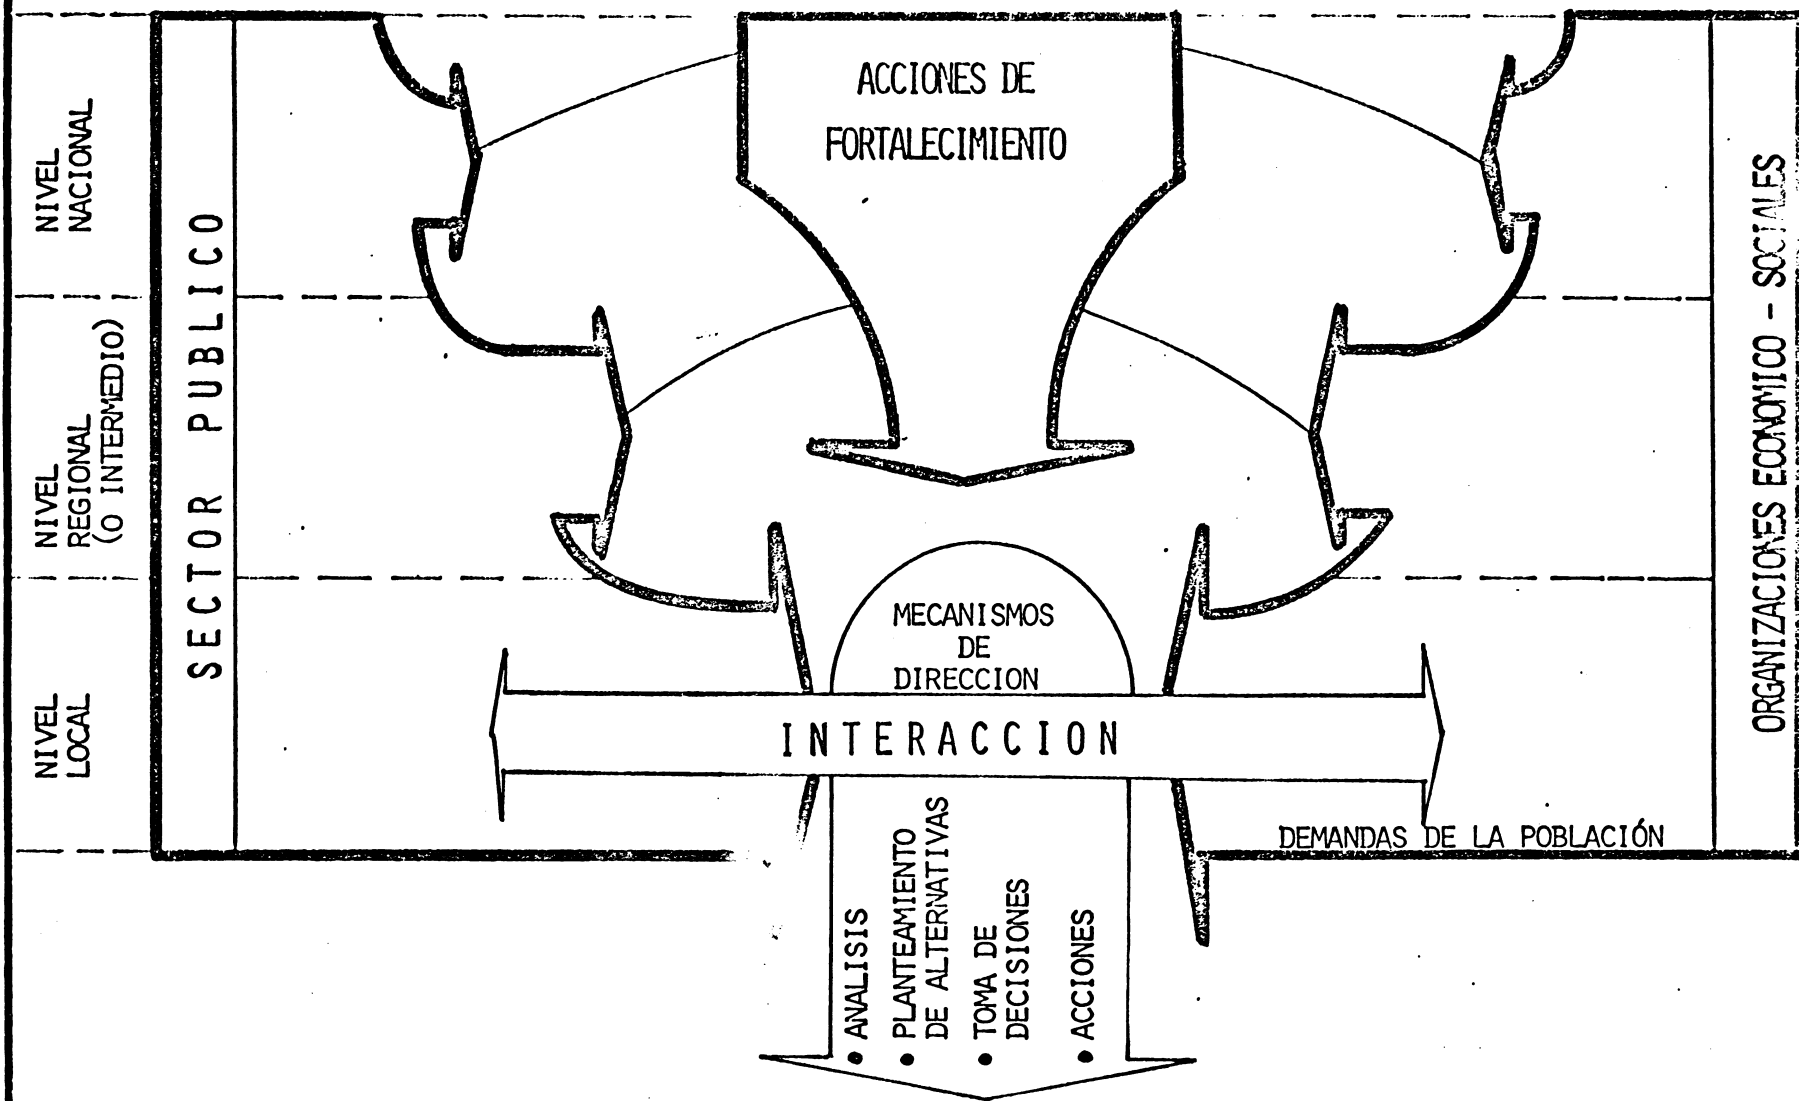 ACCIONES DE
FORTALECIMIENTO
NIVEL
NACIONAL
NIVEL
REGIONAL
(O INTERMEDIO)
NIVEL
LOCAL
SECTOR PUBLICO
MECANISMOS
DE
DIRECCION
INTERACCION
ORGANIZACIONES ECONOMICO - SOCIALES
DEMANDAS DE LA POBLACIÓN
• ANALISIS
• PLANTEAMIENTO
DE ALTERNATIVAS
• TOMA DE
DECISIONES
• ACCIONES